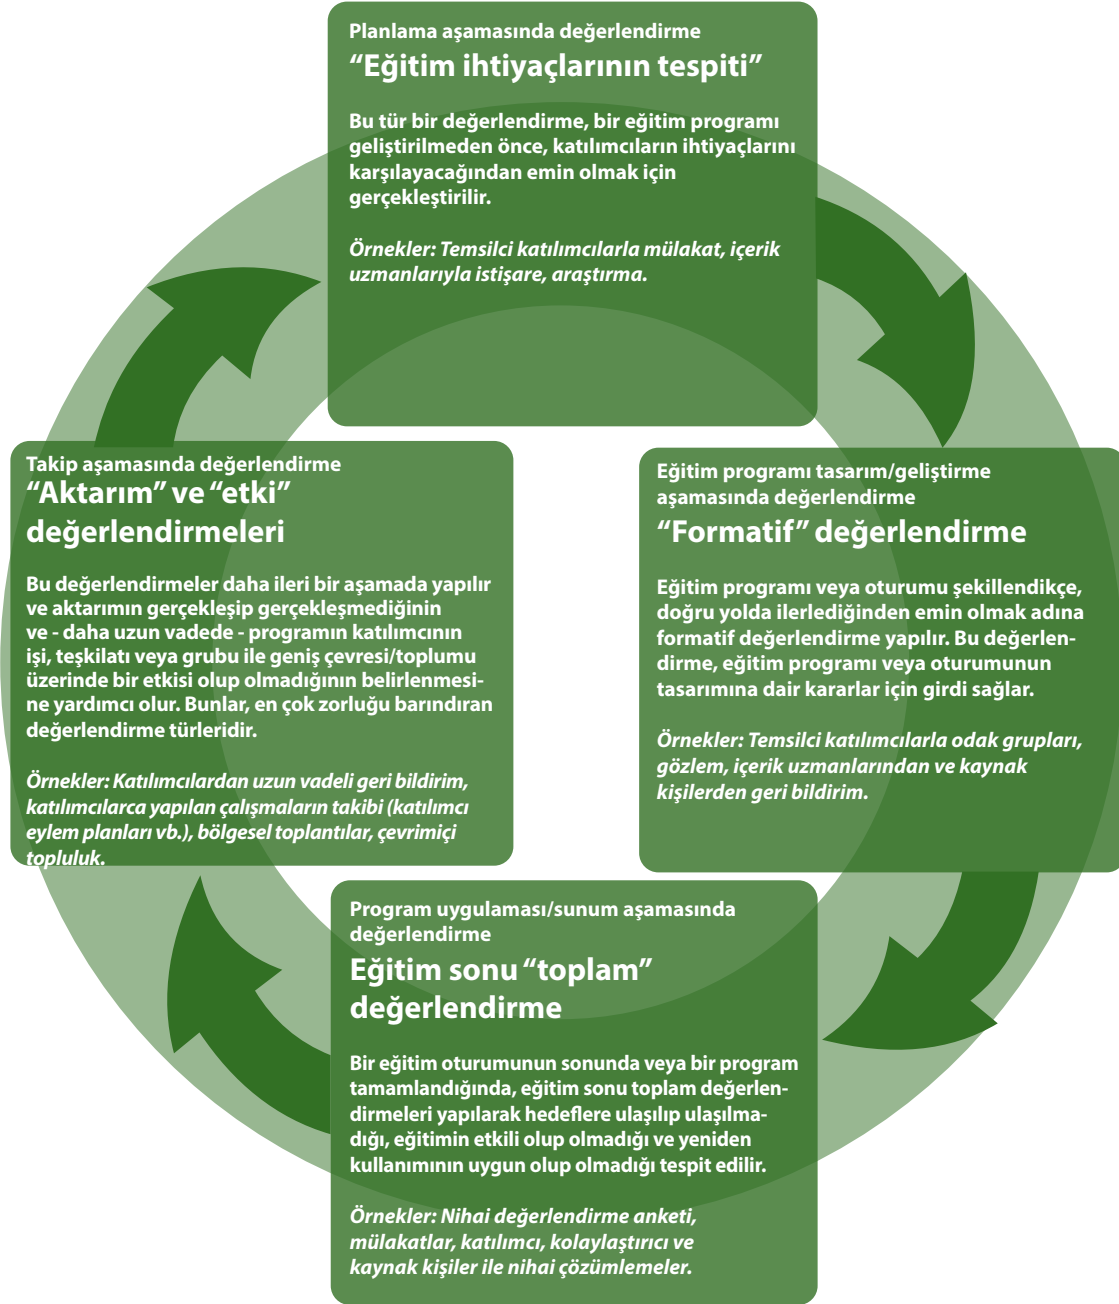 Planlama aşamasında değerlendirme
“Eğitim ihtiyaçlarının tespiti”
Bu tür bir değerlendirme, bir eğitim programı
geliştirilmeden önce, katılımcıların ihtiyaçlarını
karşılayacağından emin olmak için
gerçekleştirilir.
Örnekler: Temsilci katılımcılarla mülakat, içerik
uzmanlarıyla istişare, araştırma.
Eğitim programı tasarım/geliştirme
aşamasında değerlendirme
“Formatif” değerlendirme
Eğitim programı veya oturumu şekillendikçe,
doğru yolda ilerlediğinden emin olmak adına
formatif değerlendirme yapılır. Bu değerlen-
dirme, eğitim programı veya oturumunun
tasarımına dair kararlar için girdi sağlar.
Örnekler: Temsilci katılımcılarla odak grupları,
gözlem, içerik uzmanlarından ve kaynak
kişilerden geri bildirim.
Program uygulaması/sunum aşamasında
değerlendirme
Eğitim sonu “toplam”
değerlendirme
Bir eğitim oturumunun sonunda veya bir program
tamamlandığında, eğitim sonu toplam değerlen-
dirmeleri yapılarak hedeflere ulaşılıp ulaşılma-
dığı, eğitimin etkili olup olmadığı ve yeniden
kullanımının uygun olup olmadığı tespit edilir.
Örnekler: Nihai değerlendirme anketi,
mülakatlar, katılımcı, kolaylaştırıcı ve
kaynak kişiler ile nihai çözümlemeler.
Takip aşamasında değerlendirme
“Aktarım” ve “etki”
değerlendirmeleri
Bu değerlendirmeler daha ileri bir aşamada yapılır
ve aktarımın gerçekleşip gerçekleşmediğinin
ve - daha uzun vadede - programın katılımcının
işi, teşkilatı veya grubu ile geniş çevresi/toplumu
üzerinde bir etkisi olup olmadığının belirlenmesi-
ne yardımcı olur. Bunlar, en çok zorluğu barındıran
değerlendirme türleridir.
Örnekler: Katılımcılardan uzun vadeli geri bildirim,
katılımcılarca yapılan çalışmaların takibi (katılımcı
eylem planları vb.), bölgesel toplantılar, çevrimiçi
topluluk.